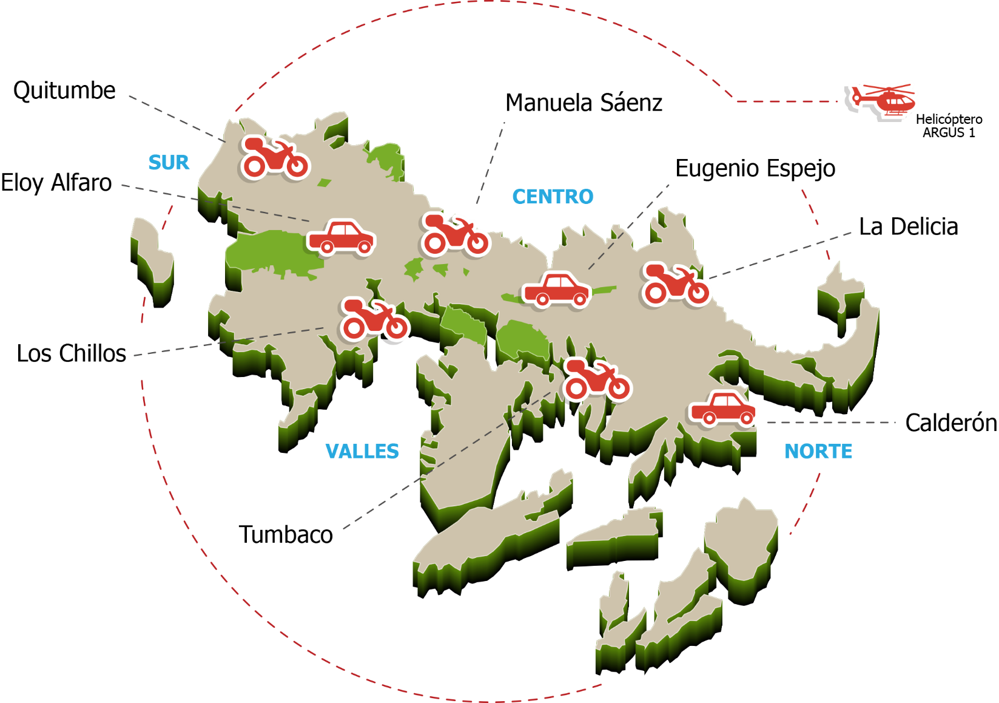 Quitumbe
Manuela Sáenz
Helicóptero
ARGUS 1
SUR
Eugenio Espejo
Eloy Alfaro
CENTRO
La Delicia
Los Chillos
Calderón
VALLES
NORTE
Tumbaco